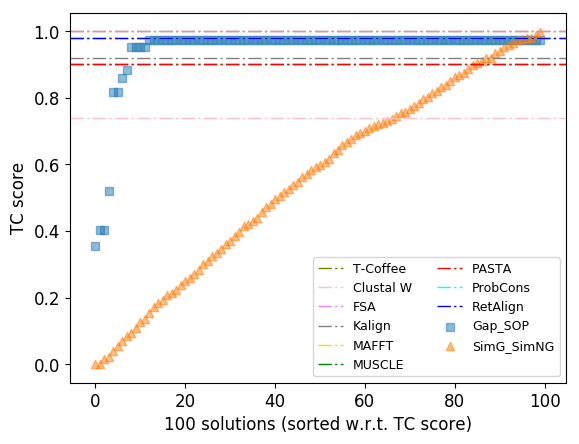 1.0
0.8
0.6
0.4
0.2
0.0
TC score
0
20
40
60
80
100
100 solutions (sorted w.r.t. TC score)
T-Coffee
Clustal W
FSA
Kalign
MAFFT
MUSCLE
PASTA
ProbCons
RetAlign
Gap_SOP
SimG_SimNG